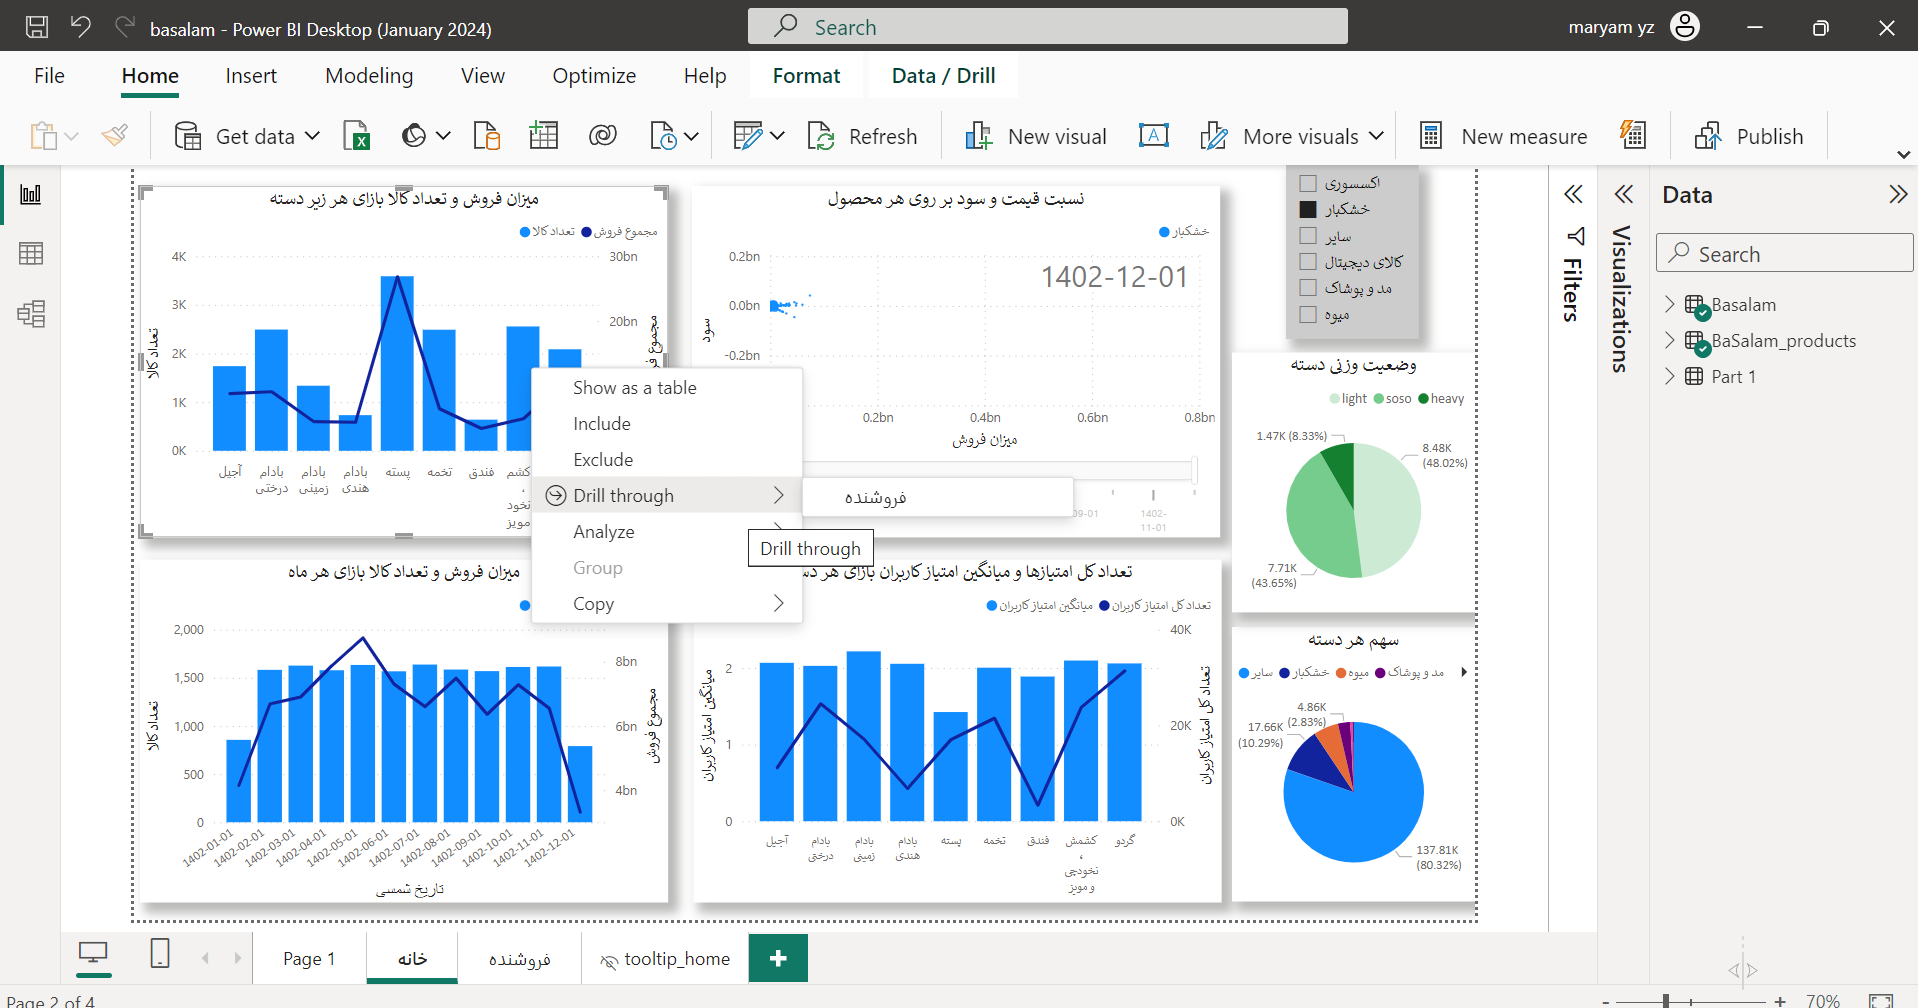 basalam - Power BI Desktop (January 2024)
Search
maryam yz
File
Home
Insert
Modeling
View
Optimize
Help
Format
Data / Drill
Get data
Refresh
New visual
More visuals
New measure
Publish
میزان فروش و تعداد کالا بازای هر زیر دسته
تعداد کالا
مجموع فروش
4K
3K
2K
1K
0K
30bn
20bn
تعداد کالا
آجیل
بادام درختی
بادام زمینی
بادام هندی
پسته
تخمه
فندق
کشم
،
نخود
مویز
نسبت قیمت و سود بر روی هر محصول
خشکبار
1402-12-01
0.2bn
0.0bn
-0.2bn
سود
0.2bn
0.4bn
0.6bn
0.8bn
میزان فروش
09-01
1402-
11-01
اکسسوری
خشکبار
سایر
کالای دیجیتال
مد و پوشاک
میوه
Show as a table
Include
Exclude
Drill through
Analyze
Group
Copy
فروشنده
Drill through
وضعیت وزنی دسته
light
soso
heavy
1.47K (8.33%)
8.48K
(48.02%)
7.71K
(43.65%)
میزان فروش و تعداد کالا بازای هر ماه
2,000
1,500
1,000
500
0
8bn
6bn
4bn
تعداد کالا
مجموع فروش
1402-01-01
1402-02-01
1402-03-01
1402-04-01
1402-05-01
1402-06-01
1402-07-01
1402-08-01
1402-09-01
1402-10-01
1402-11-01
1402-12-01
تاریخ شمسی
تعداد کل امتیازها و میانگین امتیاز کاربران بازای هر دس
میانگین امتیاز کاربران
تعداد کل امتیاز کاربران
2
1
0
40K
20K
0K
میانگین امتیاز کاربران
تعداد کل امتیاز کاربران
آجیل
بادام درختی
بادام زمینی
بادام هندی
پسته
تخمه
فندق
کشمش
،
نخودچی
و مویز
گردو
سهم هر دسته
سایر
خشکبار
میوه
مد و پوشاک
4.86K
(2.83%)
17.66K
(10.29%)
137.81K
(80.32%)
Filters
Visualizations
Data
Search
Basalam
BaSalam_products
Part 1
Page 1
خانه
فروشنده
tooltip_home
Page 2 of 4
70%